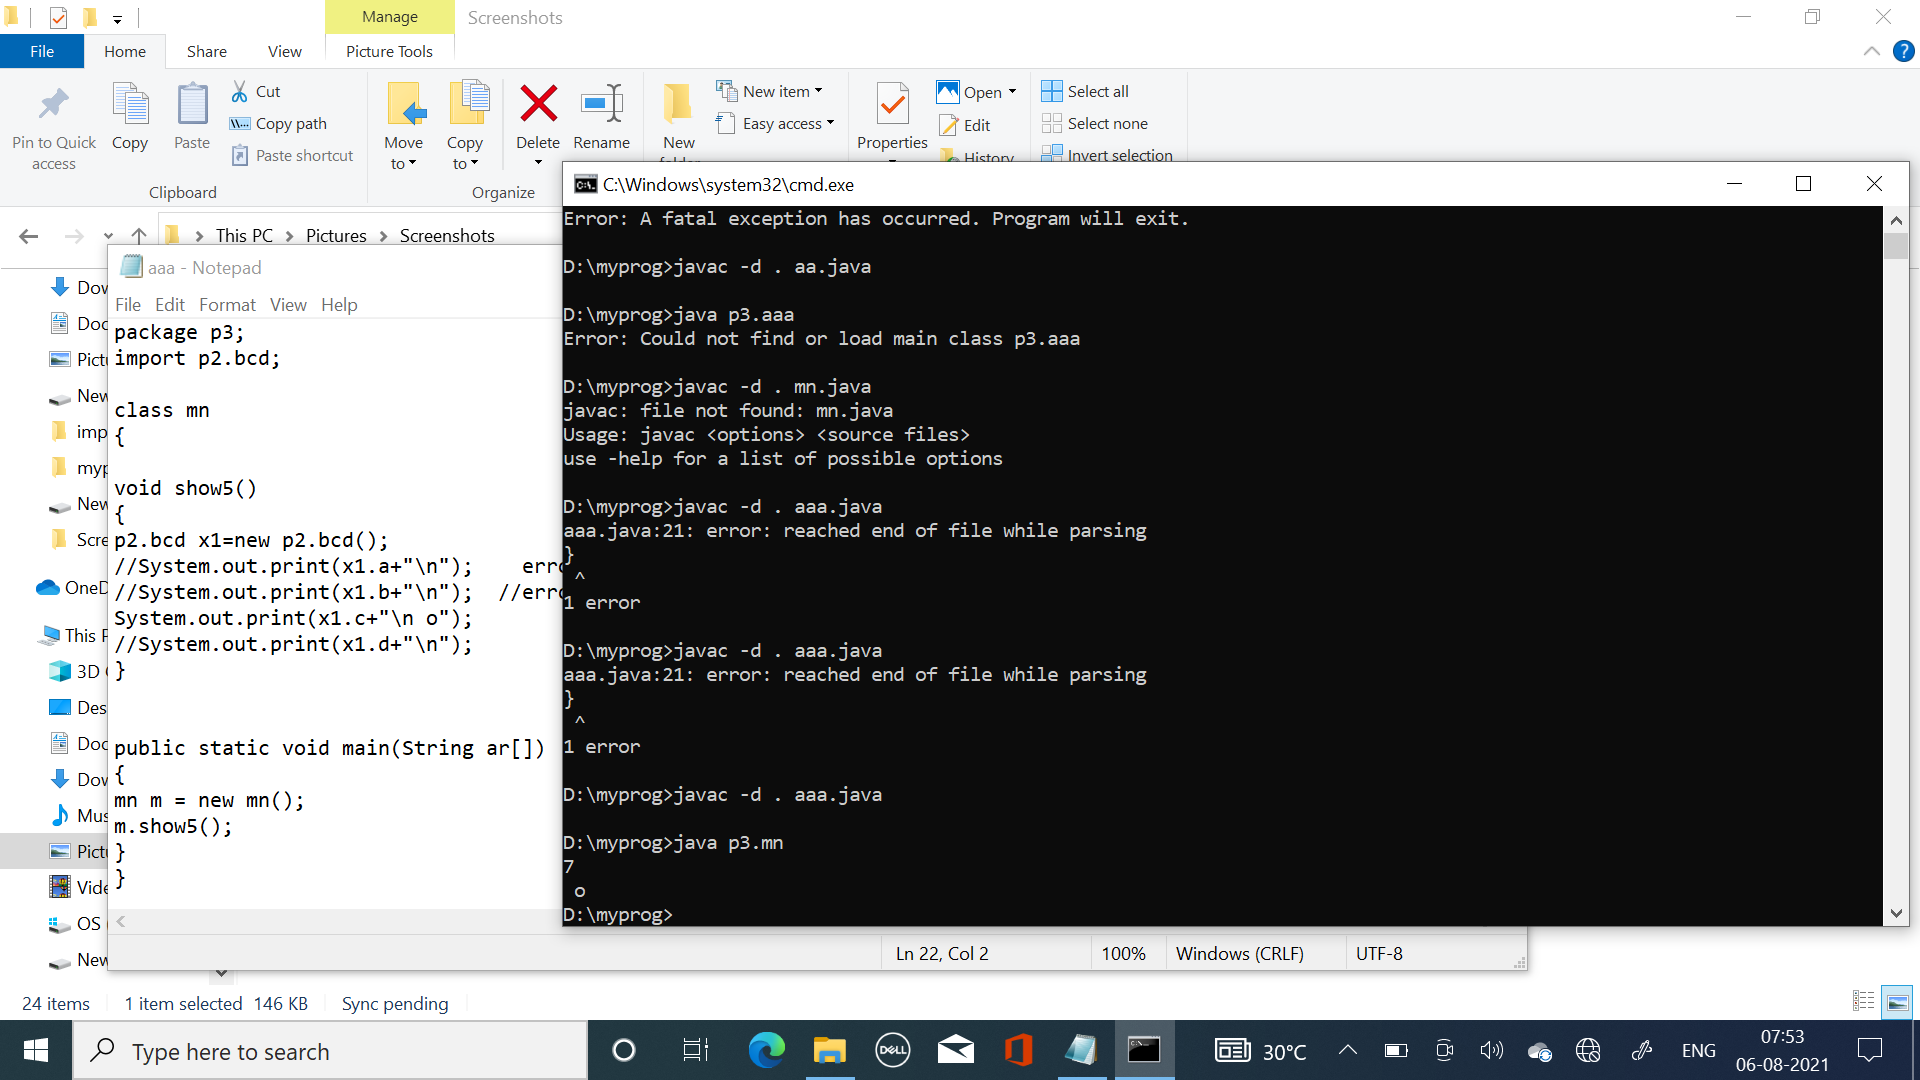 Manage
Screenshots
File
Home
Share
View
Picture Tools
Pin to Quick access
Copy
Paste
Cut
Copy path
Paste shortcut
Clipboard
Move to
Copy to
Delete
Rename
Organize
New
New item
Easy access
Properties
Open
Edit
History
Select all
Select none
Invert selection
This PC > Pictures > Screenshots
Dow
Doc
Pictu
New
imp
myp
New
Scre
OneD
This P
3D
Des
Doc
Dow
Mus
Pictu
Vide
OS
New
aaa - Notepad
File Edit Format View Help
package p3;
import p2.bcd;
class mn
{
void show5()
{
p2.bcd x1=new p2.bcd();
//System.out.print(x1.a+"\n"); erro
//System.out.print(x1.b+"\n"); //erro
System.out.print(x1.c+"\n o");
//System.out.print(x1.d+"\n");
}
public static void main(String ar[])
{
mn m = new mn();
m.show5();
}
}
Ln 22, Col 2
100%
Windows (CRLF)
UTF-8
C:\Windows\system32\cmd.exe
Error: A fatal exception has occurred. Program will exit.
D:\myprog>javac -d . aa.java
D:\myprog>java p3.aaa
Error: Could not find or load main class p3.aaa
D:\myprog>javac -d . mn.java
javac: file not found: mn.java
Usage: javac <options> <source files>
use -help for a list of possible options
D:\myprog>javac -d . aaa.java
aaa.java:21: error: reached end of file while parsing
}
^
1 error
D:\myprog>javac -d . aaa.java
aaa.java:21: error: reached end of file while parsing
}
^
1 error
D:\myprog>javac -d . aaa.java
D:\myprog>java p3.mn
7
o
D:\myprog>
24 items
1 item selected 146 KB
Sync pending
Type here to search
DELL
30°C
ENG
07:53
06-08-2021